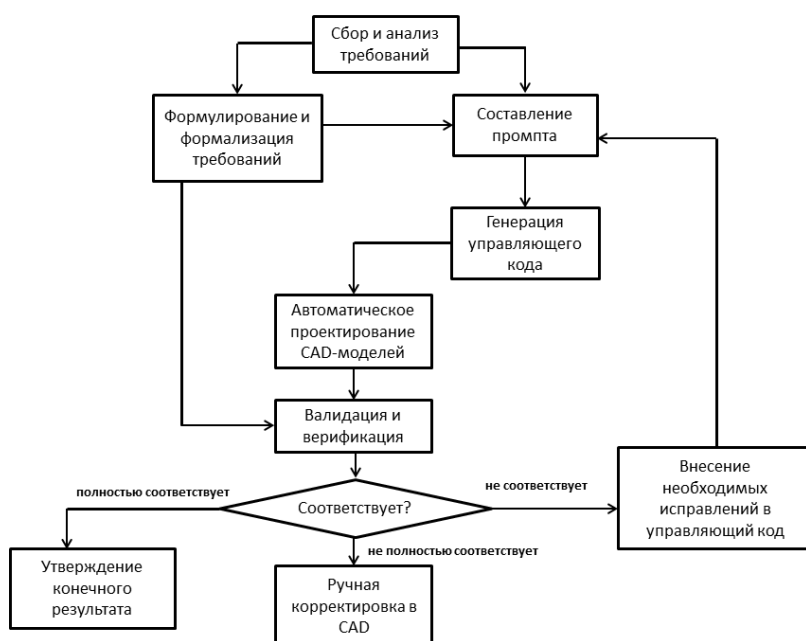 Сбор и анализ
требований
Формулирование и
формализация
требований
Составление
промпта
Генерация
управляющего
кода
Автоматическое
проектирование
CAD-моделей
Валидация и
верификация
полностью соответствует
Соответствует?
не соответствует
Внесение
необходимых
исправлений в
управляющий код
не полностью соответствует
Утверждение
конечного
результата
Ручная
корректировка в
CAD